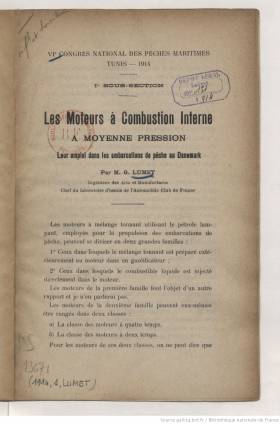 VIe CONGRÈS NATIONAL DES PÊCHES MARITIMES
TUNIS — 1914
Ie SOUS-SECTION
Les Moteurs à Combustion Interne
A MOYENNE PRESSION
Leur emploi dans les embarcations de pêche au Danemark
Par M. G. LUMET
Ingénieur des Arts et Manufactures
Chef du Laboratoire d'essais de l'Automobile Club de France
Les moteurs à mélange tonnant utilisant le pétrole lampant, employés pour la propulsion des embarcations de
pêche, peuvent se diviser en deux grandes familles :
1° Ceux dans lesquels le mélange tonnant est préparé extérieurement au moteur dans un gazéificateur ;
2° Ceux dans lesquels le combustible liquide est injecté
directement dans le moteur.
Les moteurs de la première famille font l'objet d'un autre
rapport et je n'en parlerai pas.
Les moteurs de la deuxième famille peuvent eux-mêmes
être rangés dans deux classes :
a) La classe des moteurs à quatre temps.
b) La classe des moteurs à deux temps.
Pour les moteurs de ces deux classes, on ne peut dire que
13671
(1914, 4, LUMET)